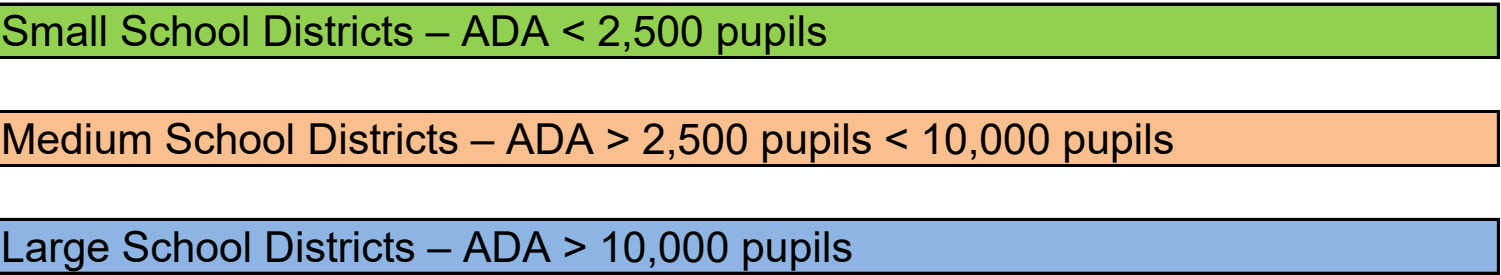 Small School Districts – ADA < 2,500 pupils
Medium School Districts – ADA > 2,500 pupils < 10,000 pupils
Large School Districts – ADA > 10,000 pupils